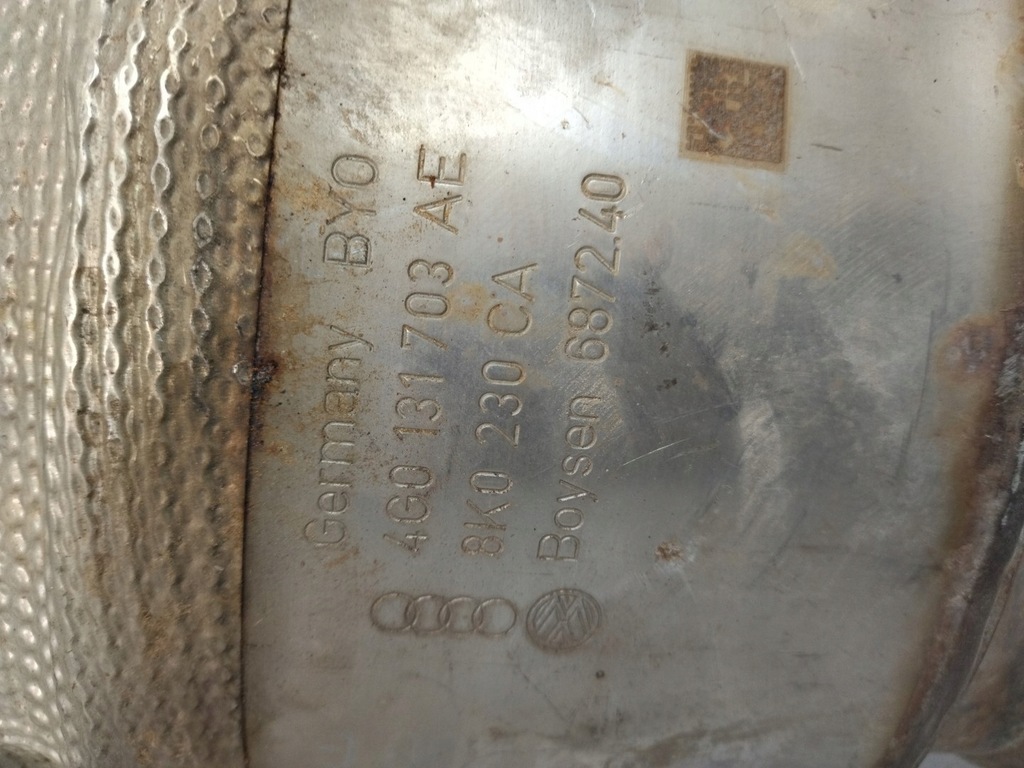 Germany BYO
4G0 131 703 AE
8K0 230 CA
Boysen 6872.40